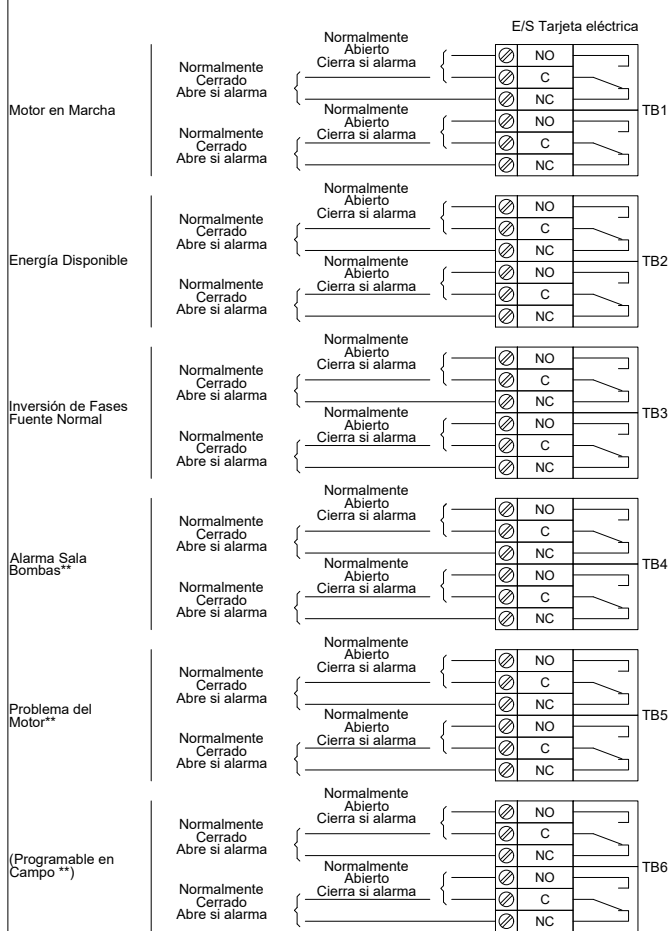 E/S Tarjeta eléctrica
Motor en Marcha
Normalmente
Cerrado
Abre si alarma
Normalmente
Abierto
Cierra si alarma
NO
C
NC
Normalmente
Cerrado
Abre si alarma
Normalmente
Abierto
Cierra si alarma
NO
C
NC
TB1
Energía Disponible
Normalmente
Cerrado
Abre si alarma
Normalmente
Abierto
Cierra si alarma
NO
C
NC
Normalmente
Cerrado
Abre si alarma
Normalmente
Abierto
Cierra si alarma
NO
C
NC
TB2
Inversión de Fases
Fuente Normal
Normalmente
Cerrado
Abre si alarma
Normalmente
Abierto
Cierra si alarma
NO
C
NC
Normalmente
Cerrado
Abre si alarma
Normalmente
Abierto
Cierra si alarma
NO
C
NC
TB3
Alarma Sala
Bombas**
Normalmente
Cerrado
Abre si alarma
Normalmente
Abierto
Cierra si alarma
NO
C
NC
Normalmente
Cerrado
Abre si alarma
Normalmente
Abierto
Cierra si alarma
NO
C
NC
TB4
Problema del
Motor**
Normalmente
Cerrado
Abre si alarma
Normalmente
Abierto
Cierra si alarma
NO
C
NC
Normalmente
Cerrado
Abre si alarma
Normalmente
Abierto
Cierra si alarma
NO
C
NC
TB5
(Programable en
Campo **)
Normalmente
Cerrado
Abre si alarma
Normalmente
Abierto
Cierra si alarma
NO
C
NC
Normalmente
Cerrado
Abre si alarma
Normalmente
Abierto
Cierra si alarma
NO
C
NC
TB6